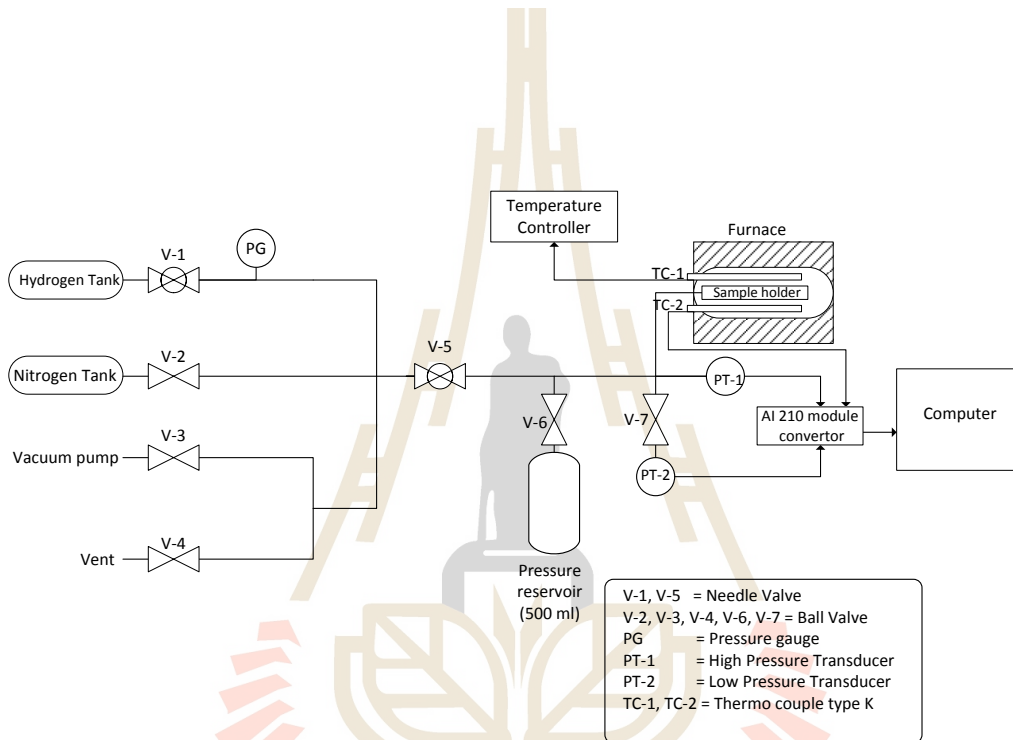 Temperature
Controller
Furnace
V-1
PG
Hydrogen Tank
TC-1
Sample holder
TC-2
V-2
V-5
Nitrogen Tank
PT-1
V-6
V-7
AI 210 module
convertor
Computer
V-3
Vacuum pump
PT-2
V-4
Vent
Pressure
reservoir
(500 ml)
V-1, V-5 = Needle Valve
V-2, V-3, V-4, V-6, V-7 = Ball Valve
PG = Pressure gauge
PT-1 = High Pressure Transducer
PT-2 = Low Pressure Transducer
TC-1, TC-2 = Thermo couple type K